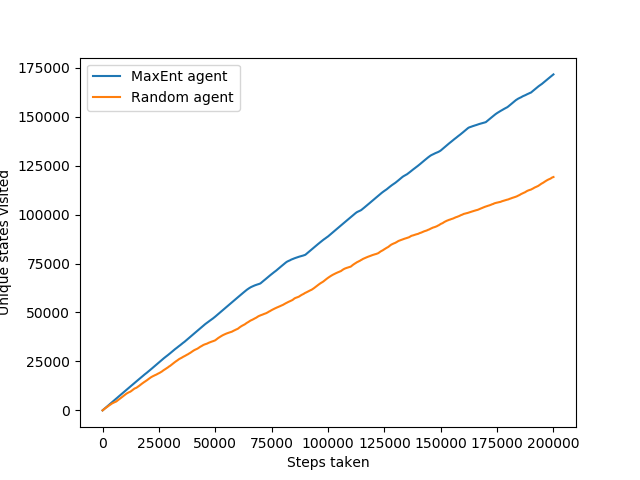 MaxEnt agent
Random agent
175000
150000
125000
100000
75000
50000
25000
0
Unique states visited
0 25000 50000 75000 100000 125000 150000 175000 200000
Steps taken